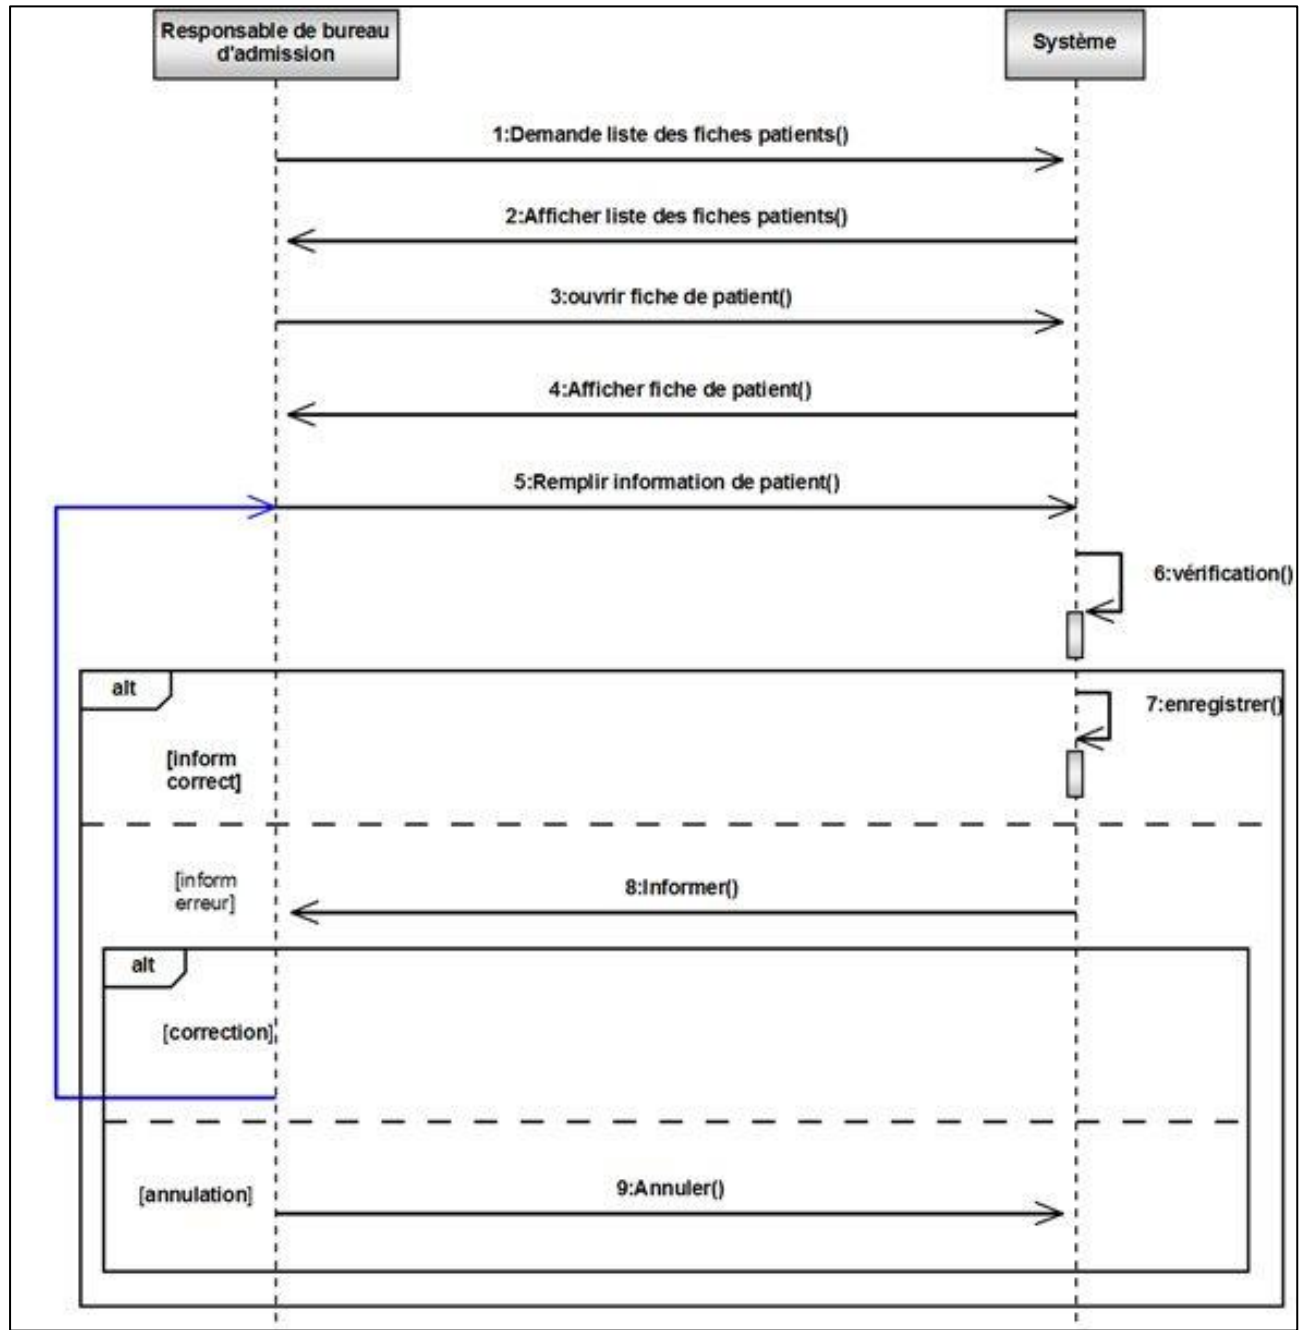 Responsable de bureau
d'admission
Système
1:Demande liste des fiches patients()
2:Afficher liste des fiches patients()
3:ouvrir fiche de patient()
4:Afficher fiche de patient()
5:Remplir information de patient()
6:vérification()
alt
7:enregistrer()
[inform
correct]
[inform
erreur]
8:Informer()
alt
[correction]
[annulation]
9:Annuler()